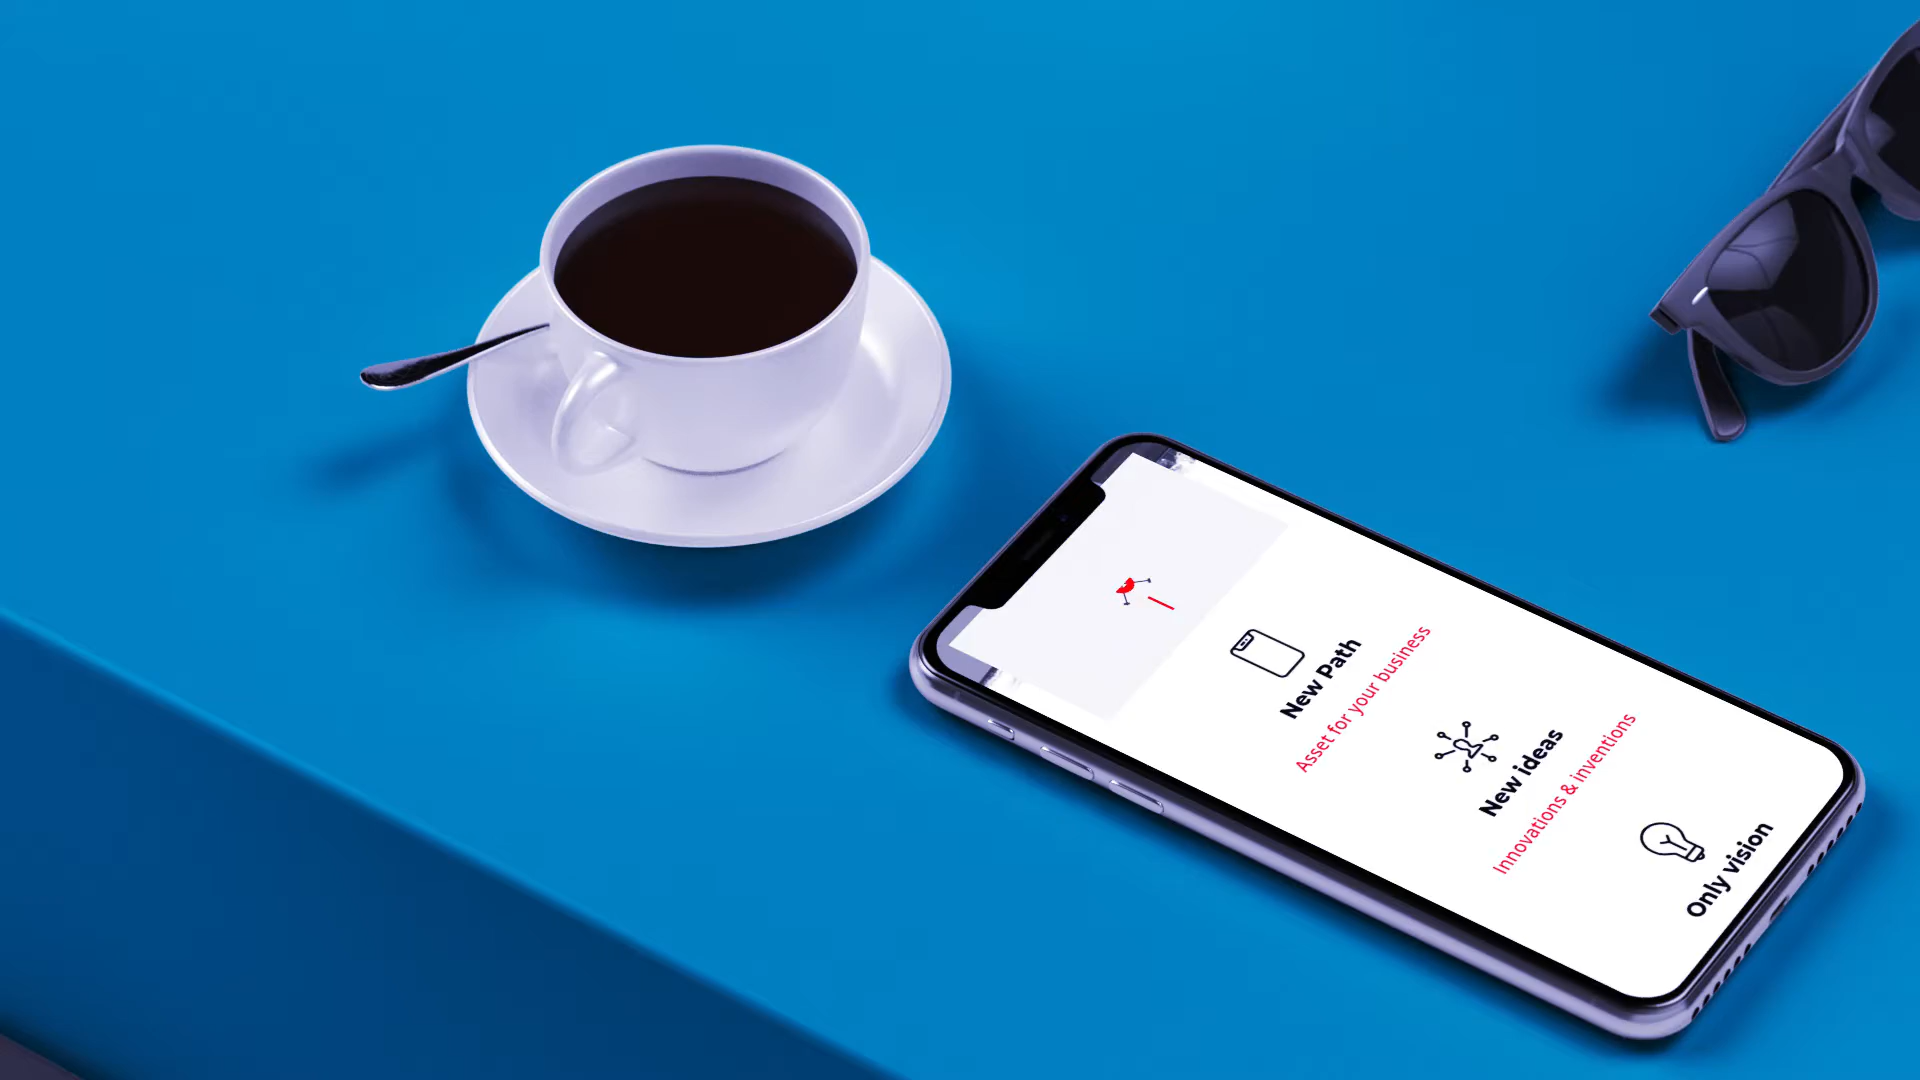 New Path
Asset for your business
New ideas
Innovations & inventions
Only vision